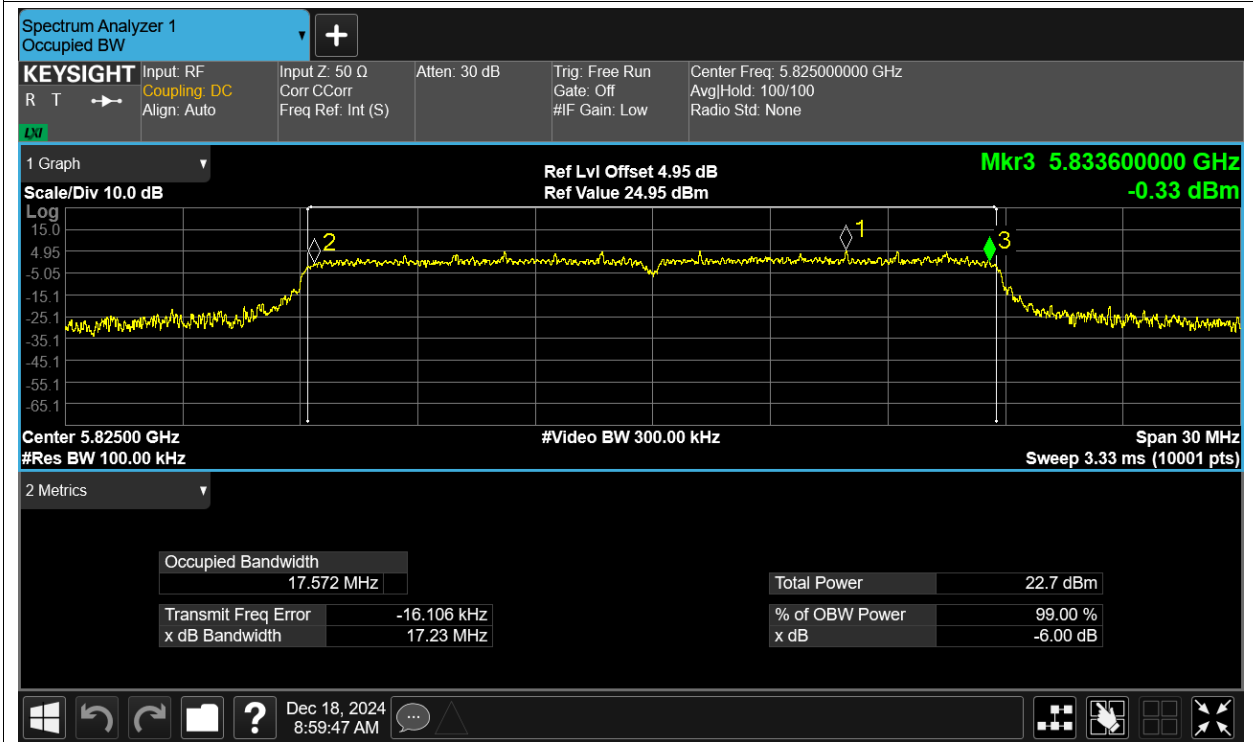 Spectrum Analyzer 1
Occupied BW
KEYSIGHT
R T
LXI
Input: RF
Coupling: DC
Align: Auto
Input Z: 50 Ω
Corr CCorr
Freq Ref: Int (S)
Atten: 30 dB
Trig: Free Run
Gate: Off
#IF Gain: Low
Center Freq: 5.825000000 GHz
Avg|Hold: 100/100
Radio Std: None
1 Graph
Scale/Div 10.0 dB
Ref Lvl Offset 4.95 dB
Ref Value 24.95 dBm
Mkr3 5.833600000 GHz
-0.33 dBm
Log
15.0
4.95
-5.05
-15.1
-25.1
-35.1
-45.1
-55.1
-65.1
2
1
3
Center 5.82500 GHz
#Res BW 100.00 kHz
#Video BW 300.00 kHz
Span 30 MHz
Sweep 3.33 ms (10001 pts)
2 Metrics
Occupied Bandwidth
17.572 MHz
Transmit Freq Error -16.106 kHz
x dB Bandwidth 17.23 MHz
Total Power 22.7 dBm
% of OBW Power 99.00 %
x dB -6.00 dB
?
Dec 18, 2024
8:59:47 AM